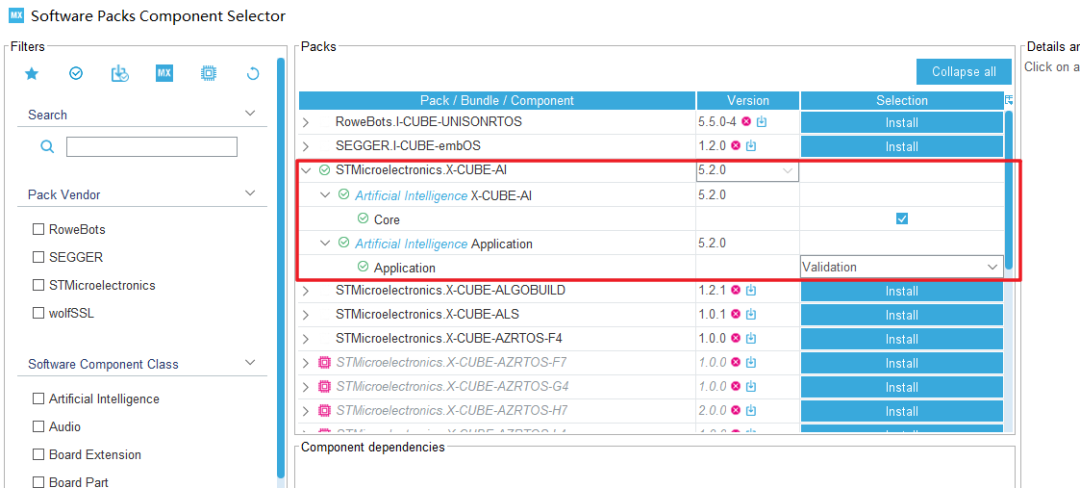 MX Software Packs Component Selector
Filters
MX
Search
Pack Vendor
RoweBots
SEGGER
STMicroelectronics
wolfSSL
Software Component Class
Artificial Intelligence
Audio
Board Extension
Board Part
Packs
Collapse all
Pack / Bundle / Component Version Selection
RoweBots.I-CUBE-UNISONRTOS 5.5.0-4 Install
SEGGER.I-CUBE-embOS 1.2.0 Install
STMicroelectronics.X-CUBE-AI 5.2.0
Artificial Intelligence X-CUBE-AI 5.2.0
Core
Artificial Intelligence Application 5.2.0
Application Validation
STMicroelectronics.X-CUBE-ALGOBUILD 1.2.1 Install
STMicroelectronics.X-CUBE-ALS 1.0.1 Install
STMicroelectronics.X-CUBE-AZRTOS-F4 1.0.0 Install
STMicroelectronics.X-CUBE-AZRTOS-F7 1.0.0 Install
STMicroelectronics.X-CUBE-AZRTOS-G4 1.0.0 Install
STMicroelectronics.X-CUBE-AZRTOS-H7 2.0.0 Install
Component dependencies
Details ar
Click on a